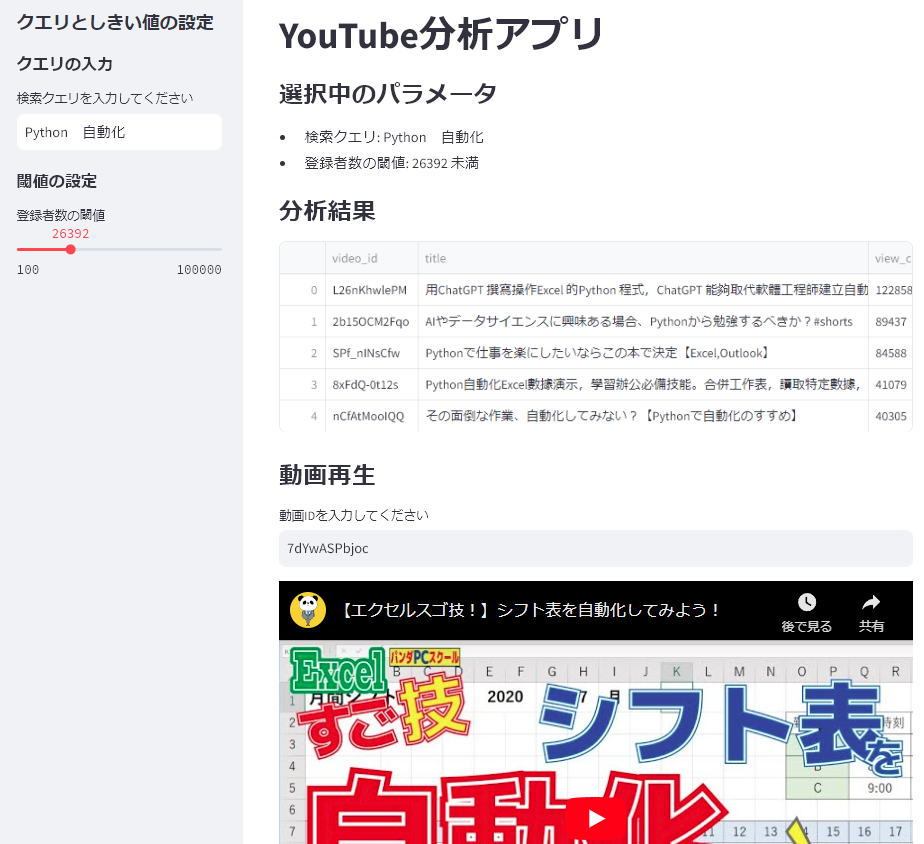 クエリとしきい値の設定
クエリの入力
検索クエリを入力してください
Python　自動化
閾値の設定
登録者数の閾値
26392
100 100000
YouTube分析アプリ
選択中のパラメータ
• 検索クエリ: Python　自動化
• 登録者数の閾値: 26392 未満
分析結果
video_id title view_c
0 L26nKhwlePM 用ChatGPT 撰寫操作Excel 的Python 程式，ChatGPT 能夠取代軟體工程師建立自動 122858
1 2b15OCM2Fqo AIやデータサイエンスに興味ある場合、Pythonから勉強するべきか？#shorts 89437
2 SPf_nINsCfw Pythonで仕事を楽にしたいならこの本で決定【Excel,Outlook】 84588
3 8xFdQ-0t12s Python自動化Excel數據演示，學習辦公必備技能。合併工作表，讀取特定數據， 41079
4 nCfAtMooIQQ その面倒な作業、自動化してみない？【Pythonで自動化のすすめ】 40305
動画再生
動画IDを入力してください
7dYwASPbjoc
【エクセルスゴ技！】シフト表を自動化してみよう！
後で見る 共有
Excel パンダPCスクール
すご技
シフト表を
自動化
B C D E F G H I J K L M N O P Q R
1 月間シフト 2020 7 月
2 時刻
3
4 B
5 C 9:00
6
7 11 12 13 14 15 16 17